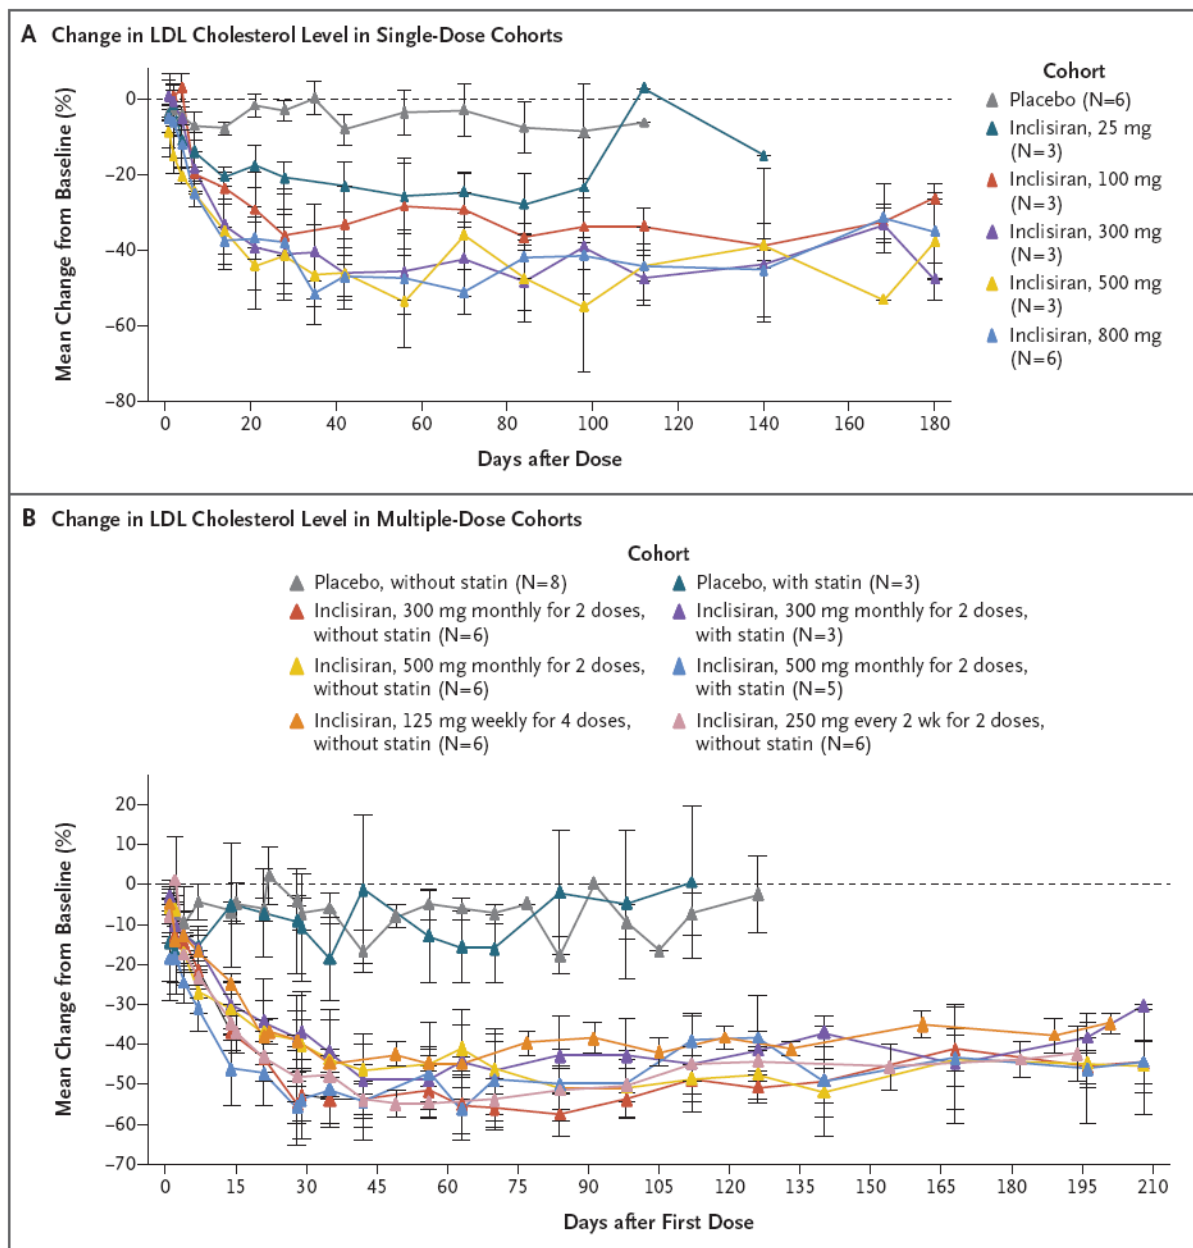 A Change in LDL Cholesterol Level in Single-Dose Cohorts
Mean Change from Baseline (%)
0
−20
−40
−60
−80
0 20 40 60 80 100 120 140 160 180
Days after Dose
Cohort
Placebo (N=6)
Inclisiran, 25 mg
(N=3)
Inclisiran, 100 mg
(N=3)
Inclisiran, 300 mg
(N=3)
Inclisiran, 500 mg
(N=3)
Inclisiran, 800 mg
(N=6)
B Change in LDL Cholesterol Level in Multiple-Dose Cohorts
Cohort
Placebo, without statin (N=8)
Inclisiran, 300 mg monthly for 2 doses,
without statin (N=6)
Inclisiran, 500 mg monthly for 2 doses,
without statin (N=6)
Inclisiran, 125 mg weekly for 4 doses,
without statin (N=6)
Placebo, with statin (N=3)
Inclisiran, 300 mg monthly for 2 doses,
with statin (N=3)
Inclisiran, 500 mg monthly for 2 doses,
with statin (N=5)
Inclisiran, 250 mg every 2 wk for 2 doses,
without statin (N=6)
Mean Change from Baseline (%)
20
10
0
−10
−20
−30
−40
−50
−60
−70
0 15 30 45 60 75 90 105 120 135 150 165 180 195 210
Days after First Dose